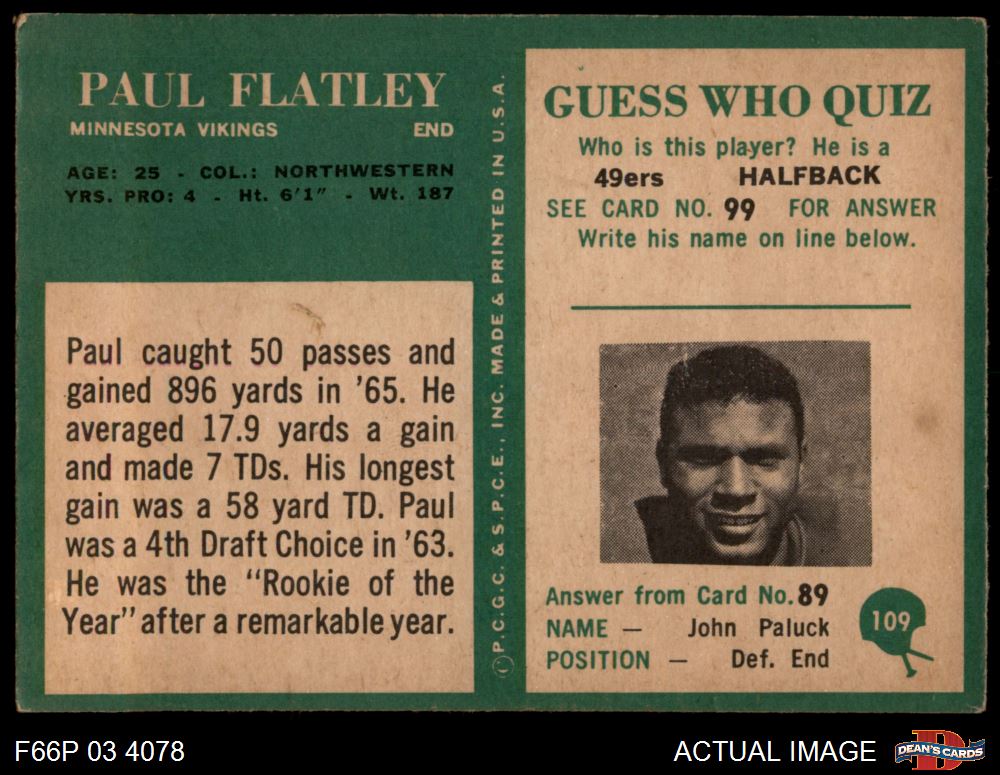 PAUL FLATLEY
MINNESOTA VIKINGS END
AGE: 25 - COL.: NORTHWESTERN
YRS. PRO: 4 - Ht. 6'1" - Wt. 187
Paul caught 50 passes and
gained 896 yards in '65. He
averaged 17.9 yards a gain
and made 7 TDs. His longest
gain was a 58 yard TD. Paul
was a 4th Draft Choice in '63.
He was the "Rookie of the
Year" after a remarkable year.
© P.C.G.C. & S.P.C.E., INC. MADE & PRINTED IN U.S.A.
GUESS WHO QUIZ
Who is this player? He is a
49ers HALFBACK
SEE CARD NO. 99 FOR ANSWER
Write his name on line below.
Answer from Card No. 89
NAME — John Paluck
POSITION — Def. End
109
F66P 03 4078
ACTUAL IMAGE
D
DEAN'S CARDS